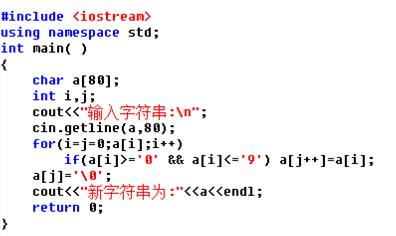 #include <iostream>
using namespace std;
int main( )
{
    char a[80];
    int i,j;
    cout<<"输入字符串:\n";
    cin.getline(a,80);
    for(i=j=0;a[i];i++)
        if(a[i]>='0' && a[i]<='9') a[j++]=a[i];
    a[j]='\0';
    cout<<"新字符串为:"<<a<<endl;
    return 0;
}